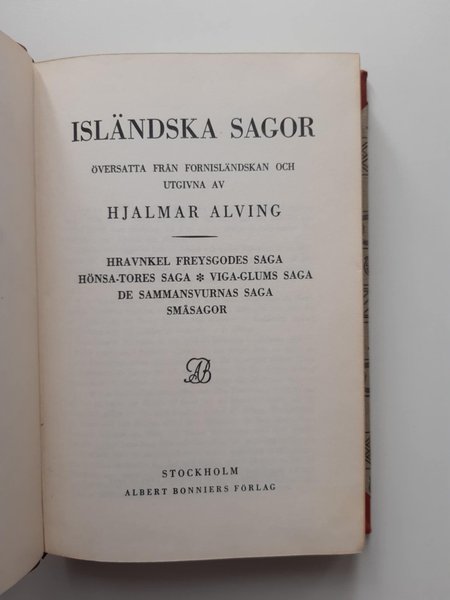 ISLÄNDSKA SAGOR
ÖVERSATTA FRÅN FORNISLÄNDSKAN OCH
UTGIVNA AV
HJALMAR ALVING
HRAVNKEL FREYSGODES SAGA
HÖNSA-TORES SAGA ✻ VIGA-GLUMS SAGA
DE SAMMANSVURNAS SAGA
SMÅSAGOR
AB
STOCKHOLM
ALBERT BONNIERS FÖRLAG